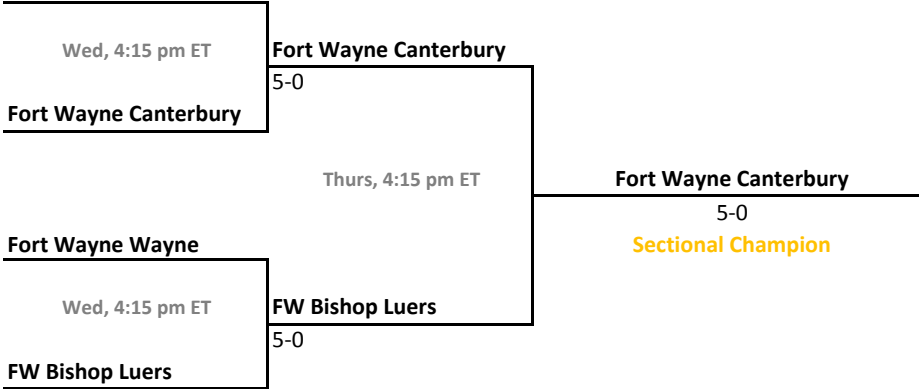 Wed, 4:15 pm ET
Fort Wayne Canterbury
5-0
Fort Wayne Canterbury
Thurs, 4:15 pm ET
Fort Wayne Canterbury
5-0
Sectional Champion
Fort Wayne Wayne
Wed, 4:15 pm ET
FW Bishop Luers
5-0
FW Bishop Luers